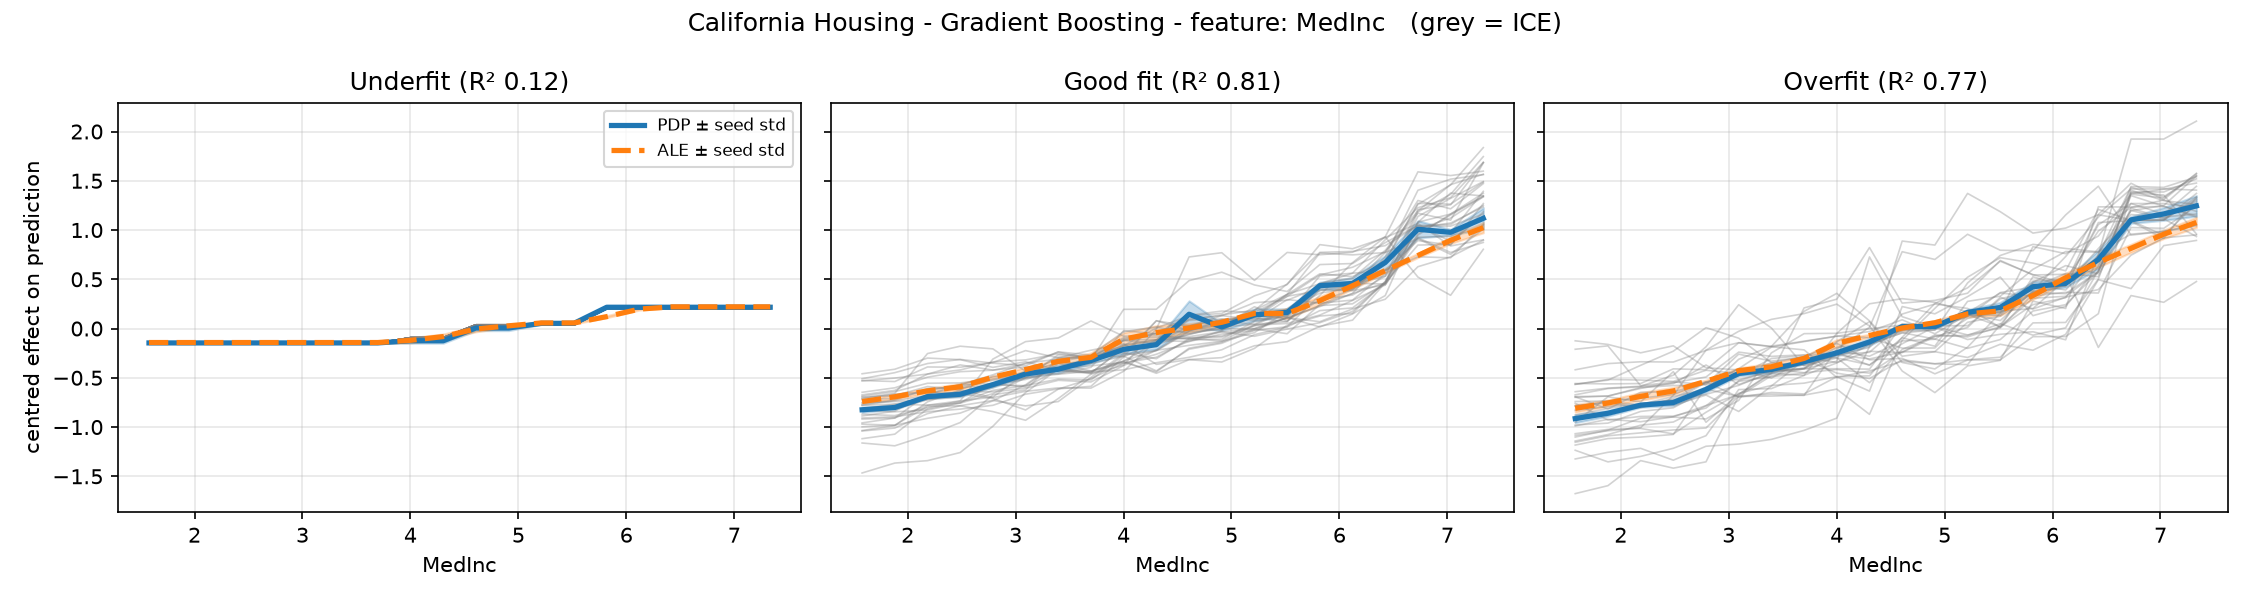 California Housing - Gradient Boosting - feature: MedInc   (grey = ICE)
Underfit (R² 0.12)
Good fit (R² 0.81)
Overfit (R² 0.77)
PDP ± seed std
ALE ± seed std
centred effect on prediction
2.0
1.5
1.0
0.5
0.0
−0.5
−1.0
−1.5
2 3 4 5 6 7
2 3 4 5 6 7
2 3 4 5 6 7
MedInc
MedInc
MedInc